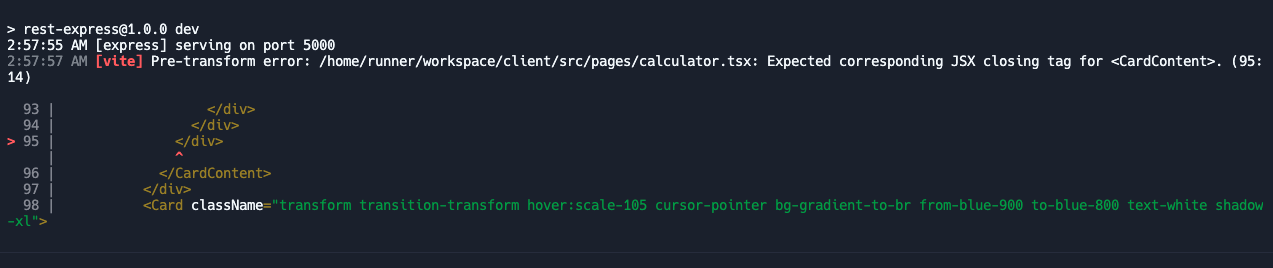 > rest-express@1.0.0 dev
2:57:55 AM [express] serving on port 5000
2:57:57 AM [vite] Pre-transform error: /home/runner/workspace/client/src/pages/calculator.tsx: Expected corresponding JSX closing tag for <CardContent>. (95:
14)
  93 |                   </div>
  94 |                 </div>
> 95 |               </div>
     |               ^
  96 |             </CardContent>
  97 |           </div>
  98 |           <Card className="transform transition-transform hover:scale-105 cursor-pointer bg-gradient-to-br from-blue-900 to-blue-800 text-white shadow
-xl">